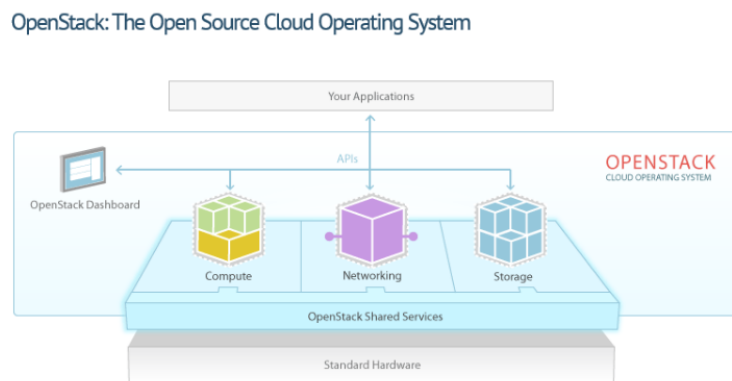 OpenStack: The Open Source Cloud Operating System
Your Applications
APIs
OPENSTACK
CLOUD OPERATING SYSTEM
OpenStack Dashboard
Compute
Networking
Storage
OpenStack Shared Services
Standard Hardware